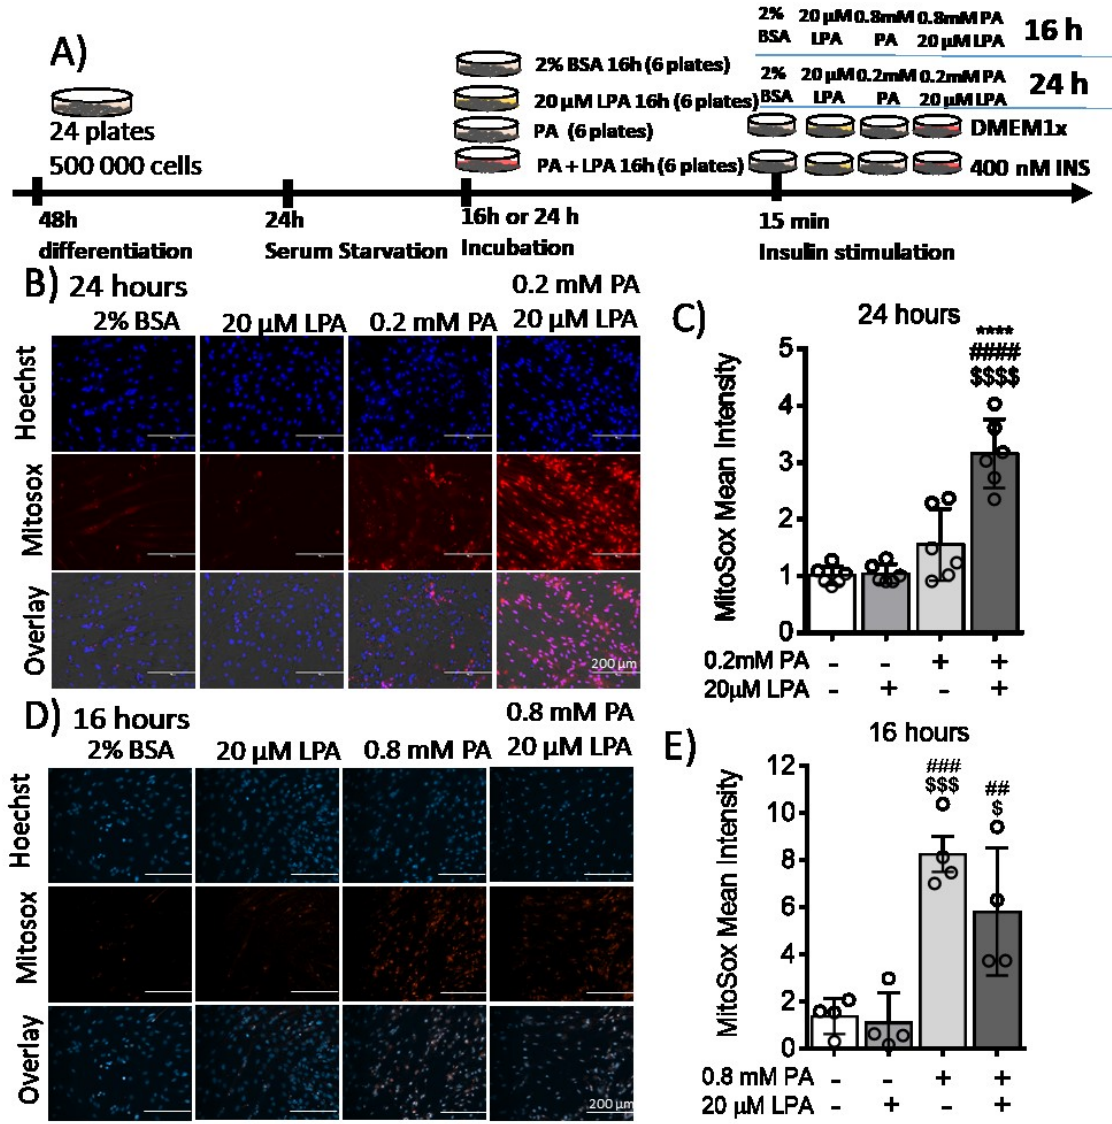 A)
24 plates
500 000 cells
2% BSA 16h (6 plates)
20 µM LPA 16h (6 plates)
PA (6 plates)
PA + LPA 16h (6 plates)
2% 20 µM 0.8mM 0.8mM PA
BSA LPA PA 20 µM LPA
16 h
2% 20 µM 0.2mM 0.2mM PA
BSA LPA PA 20 µM LPA
24 h
DMEM1x
400 nM INS
48h
differentiation
24h
Serum Starvation
16h or 24 h
Incubation
15 min
Insulin stimulation
B) 24 hours
2% BSA
20 µM LPA
0.2 mM PA
0.2 mM PA
20 µM LPA
Hoechst
Mitosox
Overlay
200 µm
C)
24 hours
****
####
$$$$
MitoSox Mean Intensity
5
4
3
2
1
0
0.2mM PA - - + +
20µM LPA - + - +
D) 16 hours
2% BSA
20 µM LPA
0.8 mM PA
0.8 mM PA
20 µM LPA
Hoechst
Mitosox
Overlay
200 µm
E)
16 hours
###
$$$
##
$
MitoSox Mean Intensity
12
10
8
6
4
2
0
0.8 mM PA - - + +
20 µM LPA - + - +